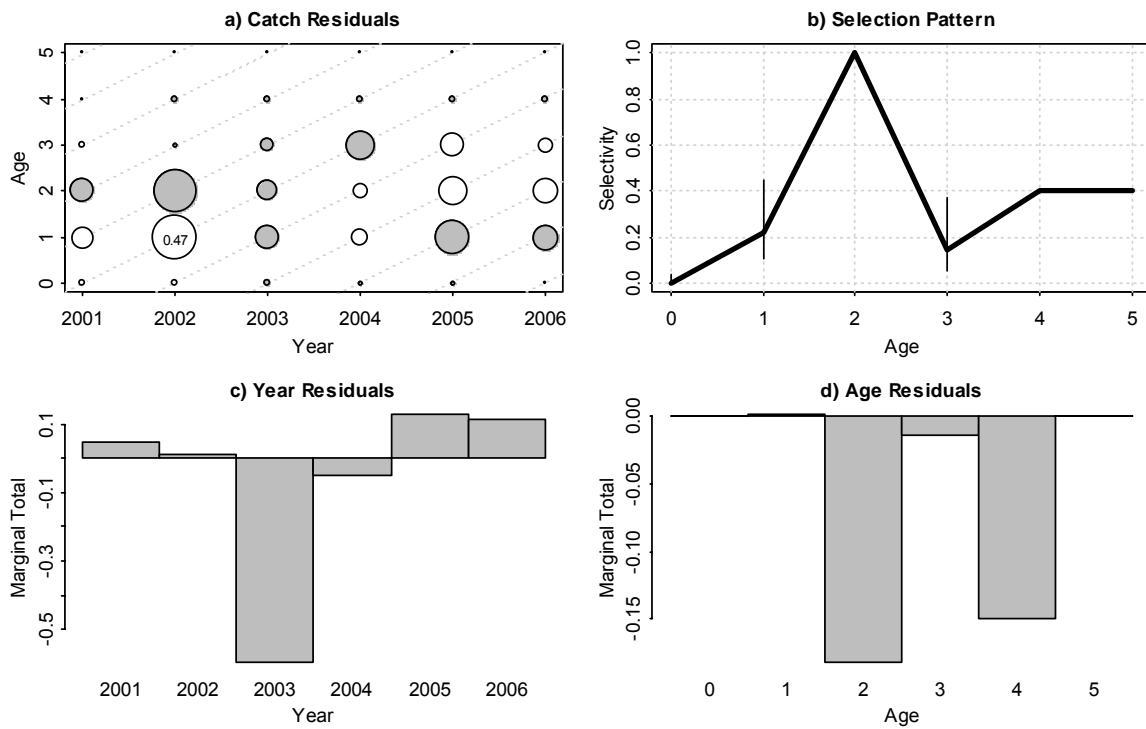 a) Catch Residuals
Age
5
4
3
2
1
0
0.47
2001 2002 2003 2004 2005 2006
Year
b) Selection Pattern
Selectivity
1.0
0.8
0.6
0.4
0.2
0.0
0 1 2 3 4 5
Age
c) Year Residuals
Marginal Total
0.1
-0.1
-0.3
-0.5
2001 2002 2003 2004 2005 2006
Year
d) Age Residuals
Marginal Total
0.00
-0.05
-0.10
-0.15
0 1 2 3 4 5
Age